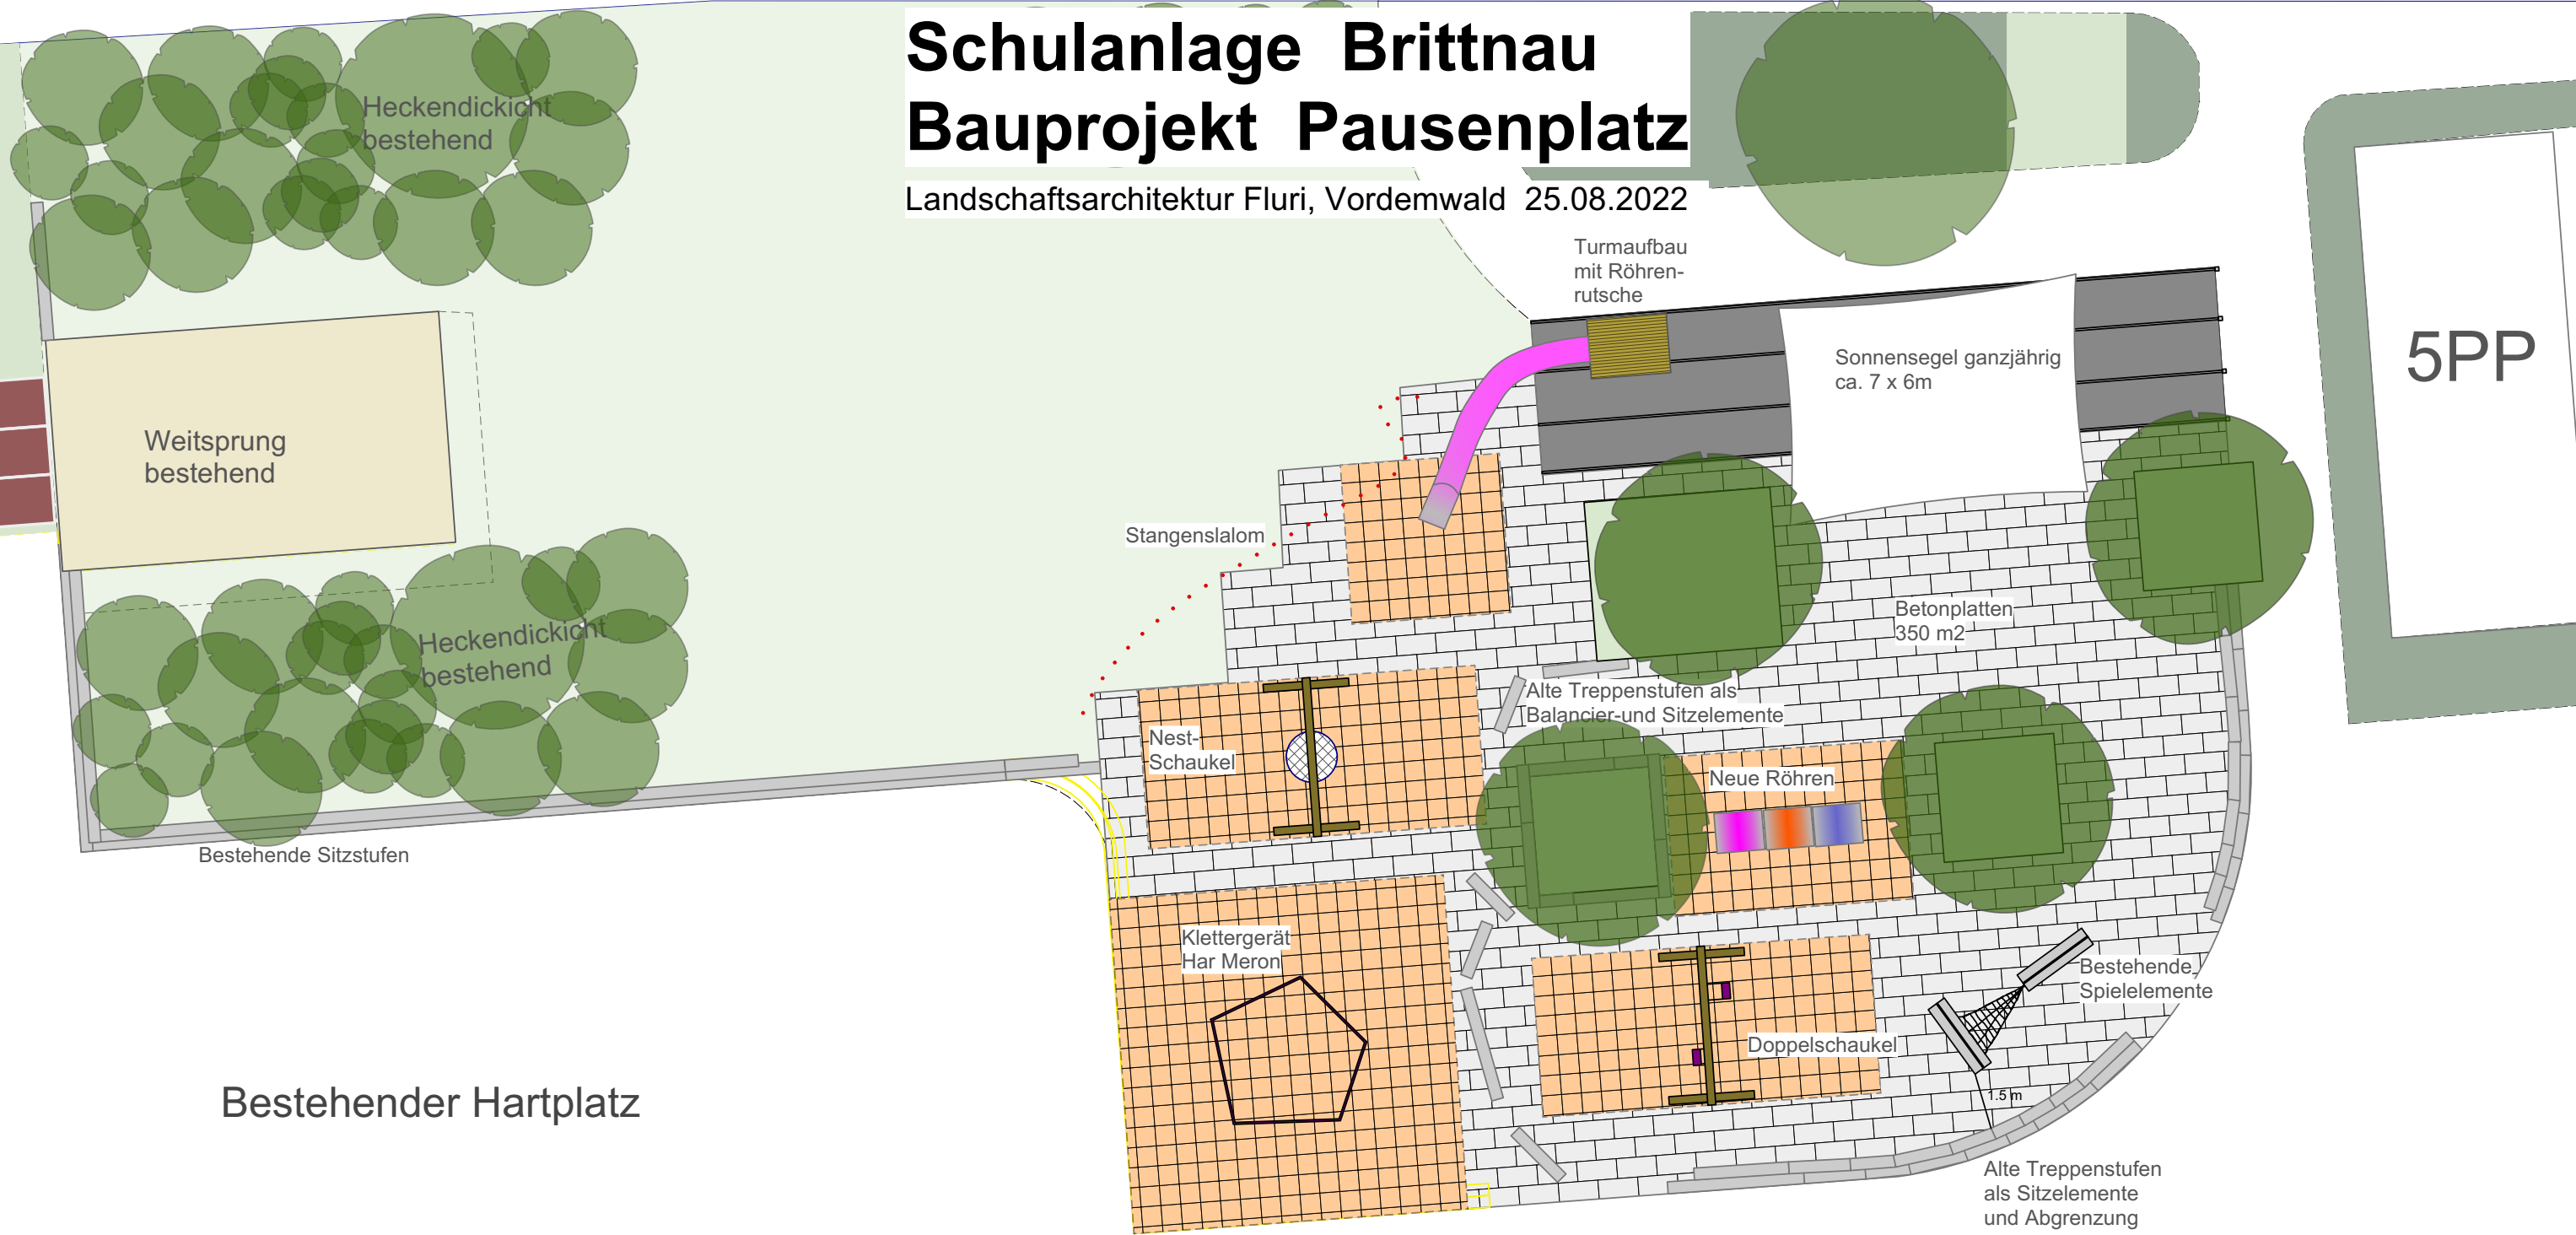 Schulanlage Brittnau
Bauprojekt Pausenplatz
Landschaftsarchitektur Fluri, Vordemwald 25.08.2022
Heckendickicht
bestehend
Turmaufbau
mit Röhren-
rutsche
Sonnensegel ganzjährig
ca. 7 x 6m
5PP
Weitsprung
bestehend
Stangenslalom
Betonplatten
350 m2
Heckendickicht
bestehend
Alte Treppenstufen als
Balancier-und Sitzelemente
Nest-
Schaukel
Neue Röhren
Bestehende Sitzstufen
Klettergerät
Har Meron
Bestehende
Spielelemente
Doppelschaukel
1.5 m
Bestehender Hartplatz
Alte Treppenstufen
als Sitzelemente
und Abgrenzung